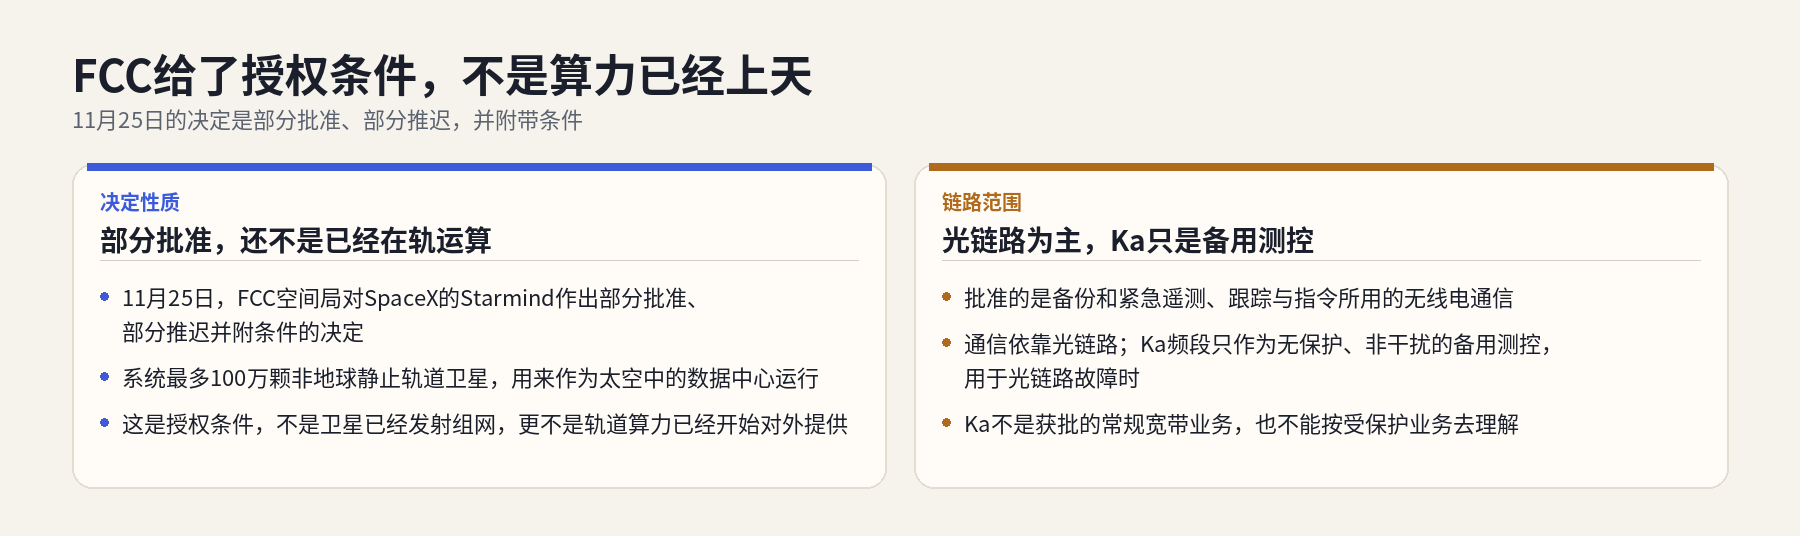 FCC给了授权条件，不是算力已经上天
11月25日的决定是部分批准、部分推迟，并附带条件
决定性质
部分批准，还不是已经在轨运算
11月25日，FCC空间局对SpaceX的Starmind作出部分批准、
部分推迟并附条件的决定
系统最多100万颗非地球静止轨道卫星，用来作为太空中的数据中心运行
这是授权条件，不是卫星已经发射组网，更不是轨道算力已经开始对外提供
链路范围
光链路为主，Ka只是备用测控
批准的是备份和紧急遥测、跟踪与指令所用的无线电通信
通信依靠光链路；Ka频段只作为无保护、非干扰的备用测控，
用于光链路故障时
Ka不是获批的常规宽带业务，也不能按受保护业务去理解